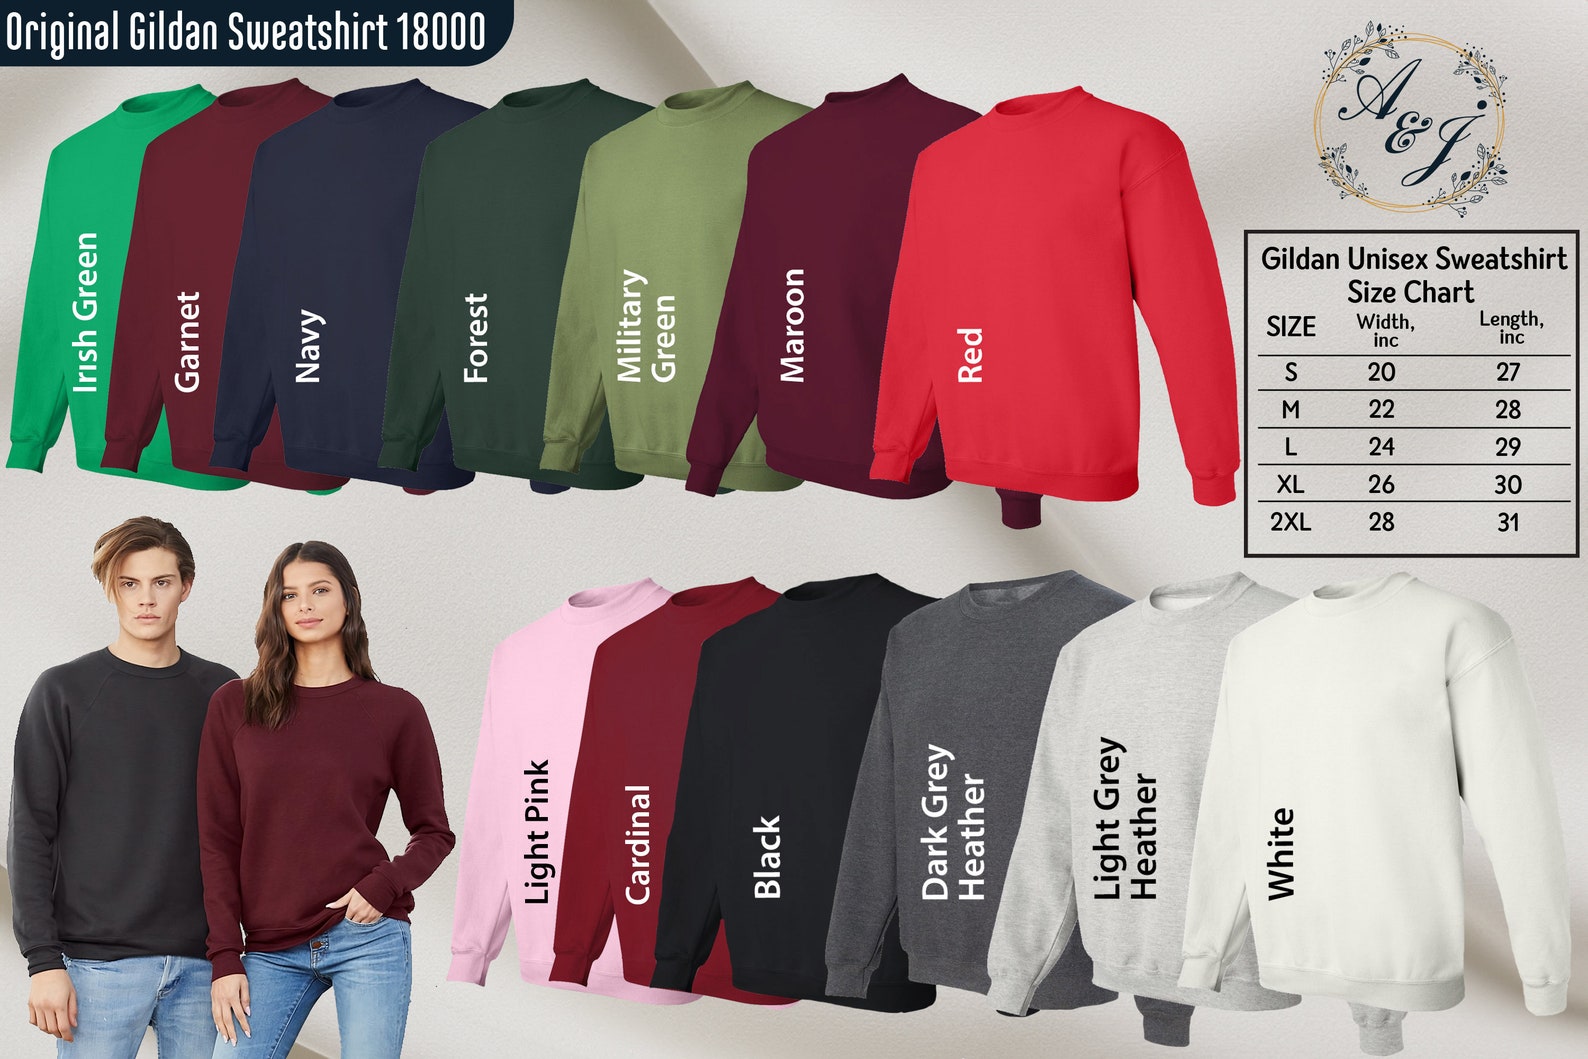 Original Gildan Sweatshirt 18000
A & J
Irish Green
Garnet
Navy
Forest
Military
Green
Maroon
Red
Gildan Unisex Sweatshirt
Size Chart
SIZE Width, inc Length, inc
S 20 27
M 22 28
L 24 29
XL 26 30
2XL 28 31
Light Pink
Cardinal
Black
Dark Grey
Heather
Light Grey
Heather
White